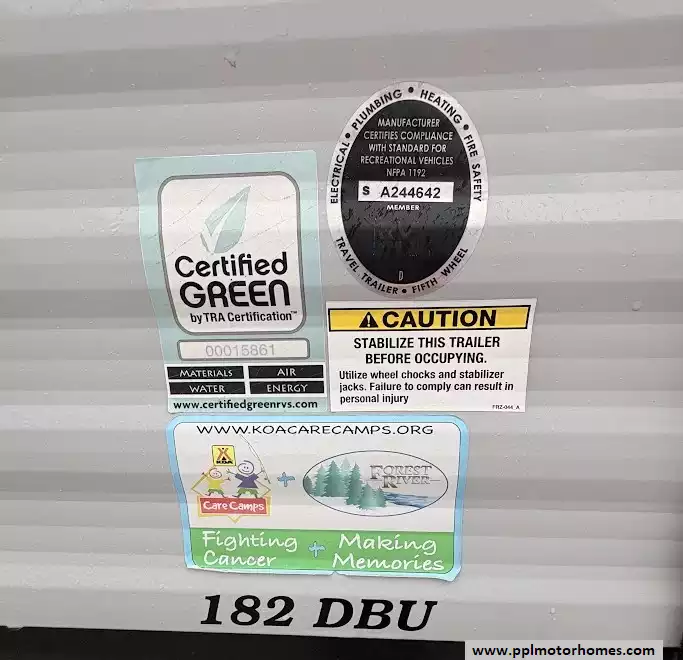 ELECTRICAL • PLUMBING • HEATING • FIRE SAFETY
MANUFACTURER
CERTIFIES COMPLIANCE
WITH STANDARD FOR
RECREATIONAL VEHICLES
NFPA 1192
S A244642
MEMBER
D
TRAVEL TRAILER • FIFTH WHEEL
Certified
GREEN
by TRA Certification™
00015861
MATERIALS AIR
WATER ENERGY
www.certifiedgreenrvs.com
CAUTION
STABILIZE THIS TRAILER
BEFORE OCCUPYING.
Utilize wheel chocks and stabilizer
jacks. Failure to comply can result in
personal injury
FRZ-044 A
WWW.KOACARECAMPS.ORG
KOA
Care Camps
+
FOREST
RIVER
Fighting
Cancer
+
Making
Memories
182 DBU
www.pplmotorhomes.com